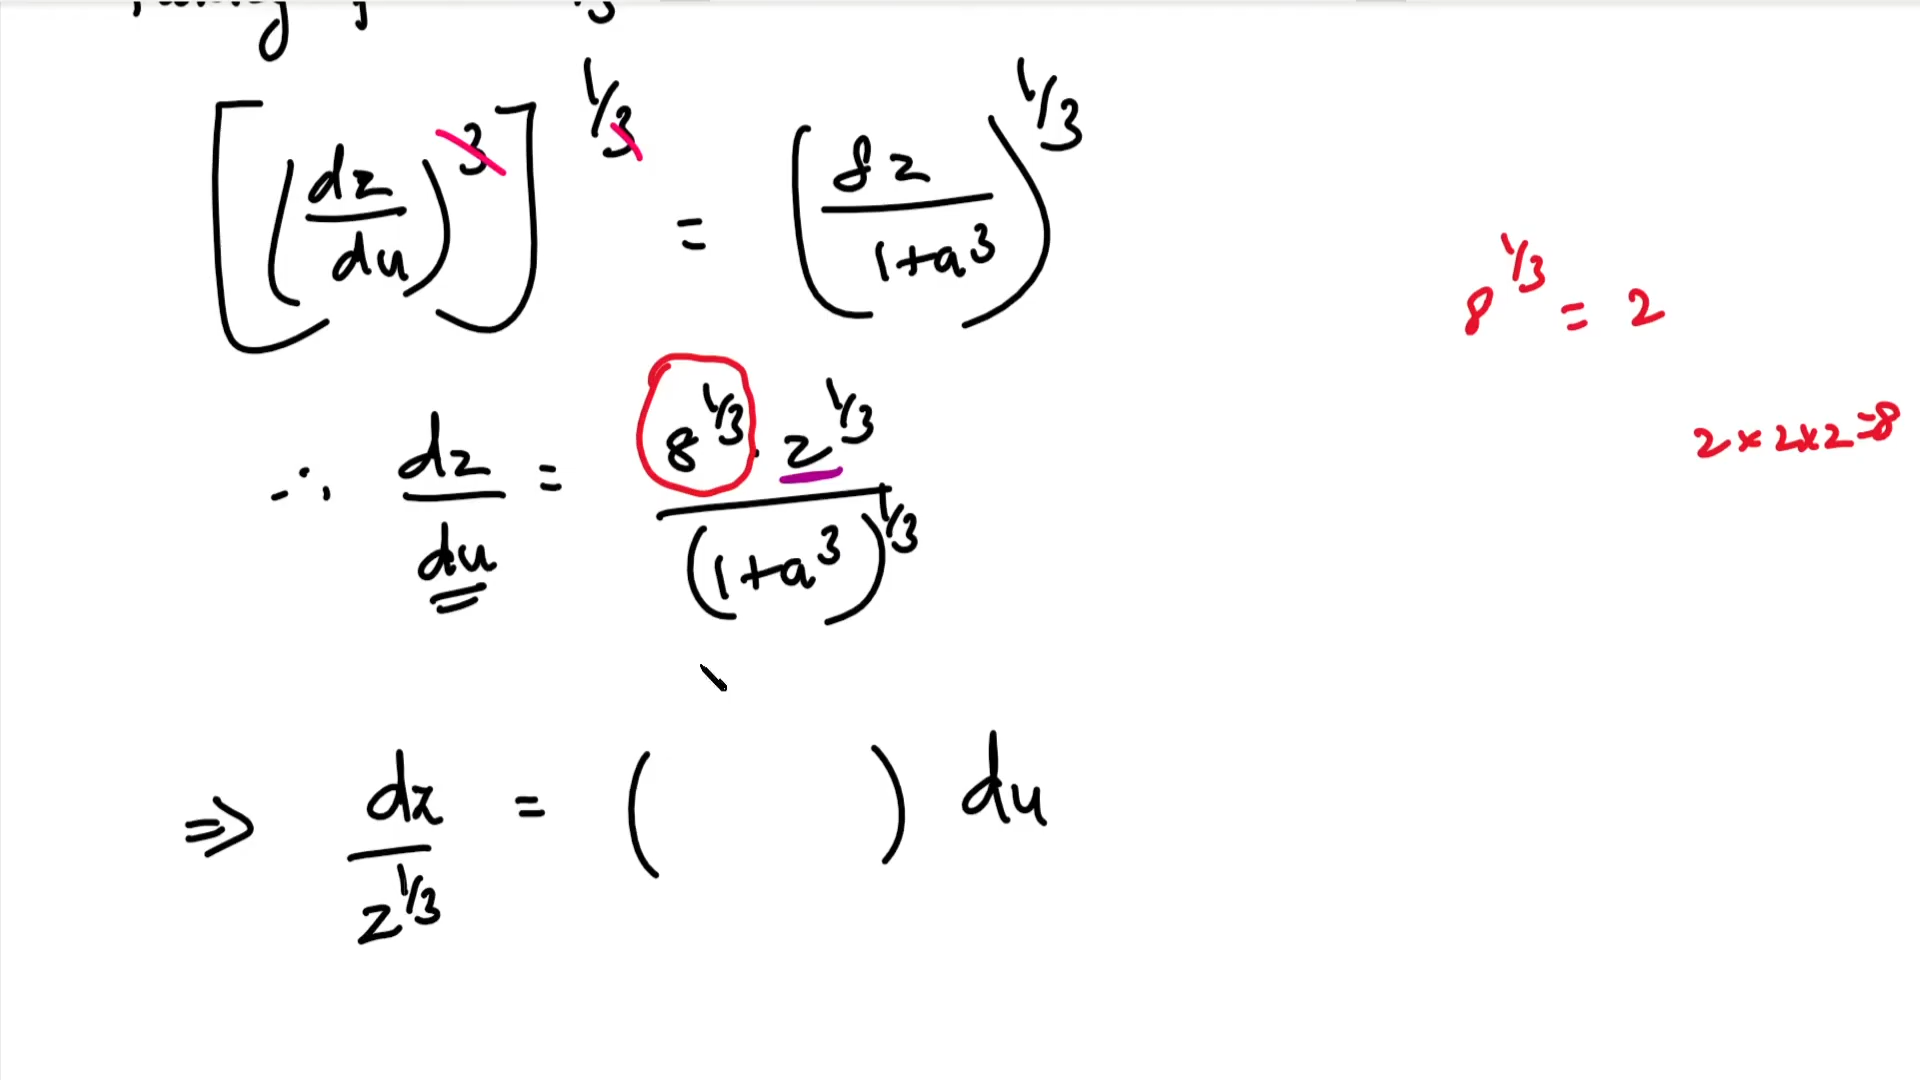 [(dz/du)^3]^1/3 = (8z/1+a^3)^1/3
8^1/3 = 2
∴ dz/du = 8^1/3 . z^1/3 / (1+a^3)^1/3
2 × 2 × 2 = 8
⇒ dz/z^1/3 = ( ) du